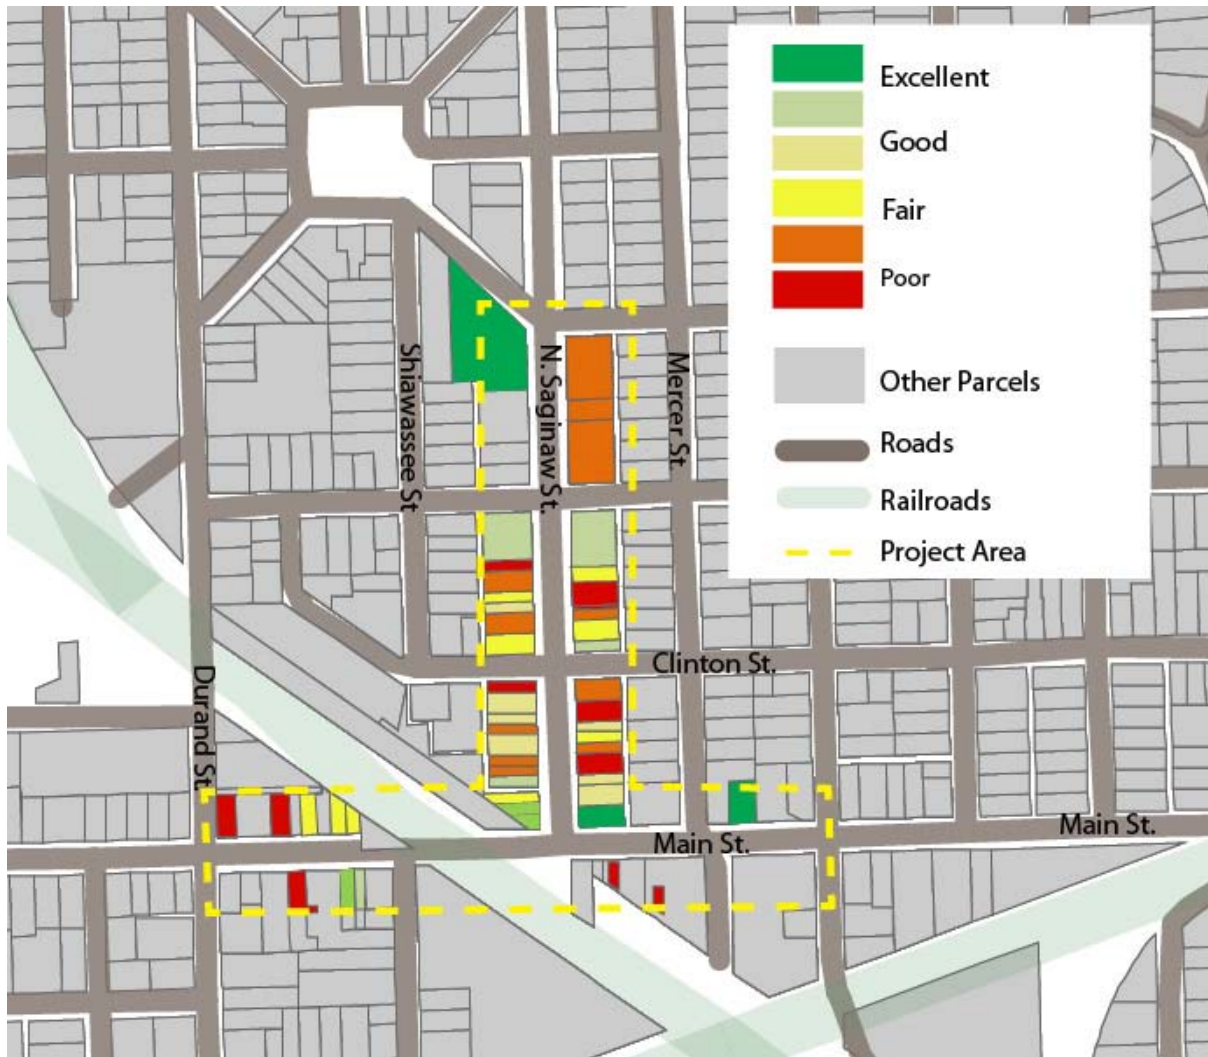 Excellent
Good
Fair
Poor
Other Parcels
Roads
Railroads
Project Area
Shiawassee St
N. Saginaw St.
Mercer St.
Clinton St.
Durand St.
Main St.
Main St.